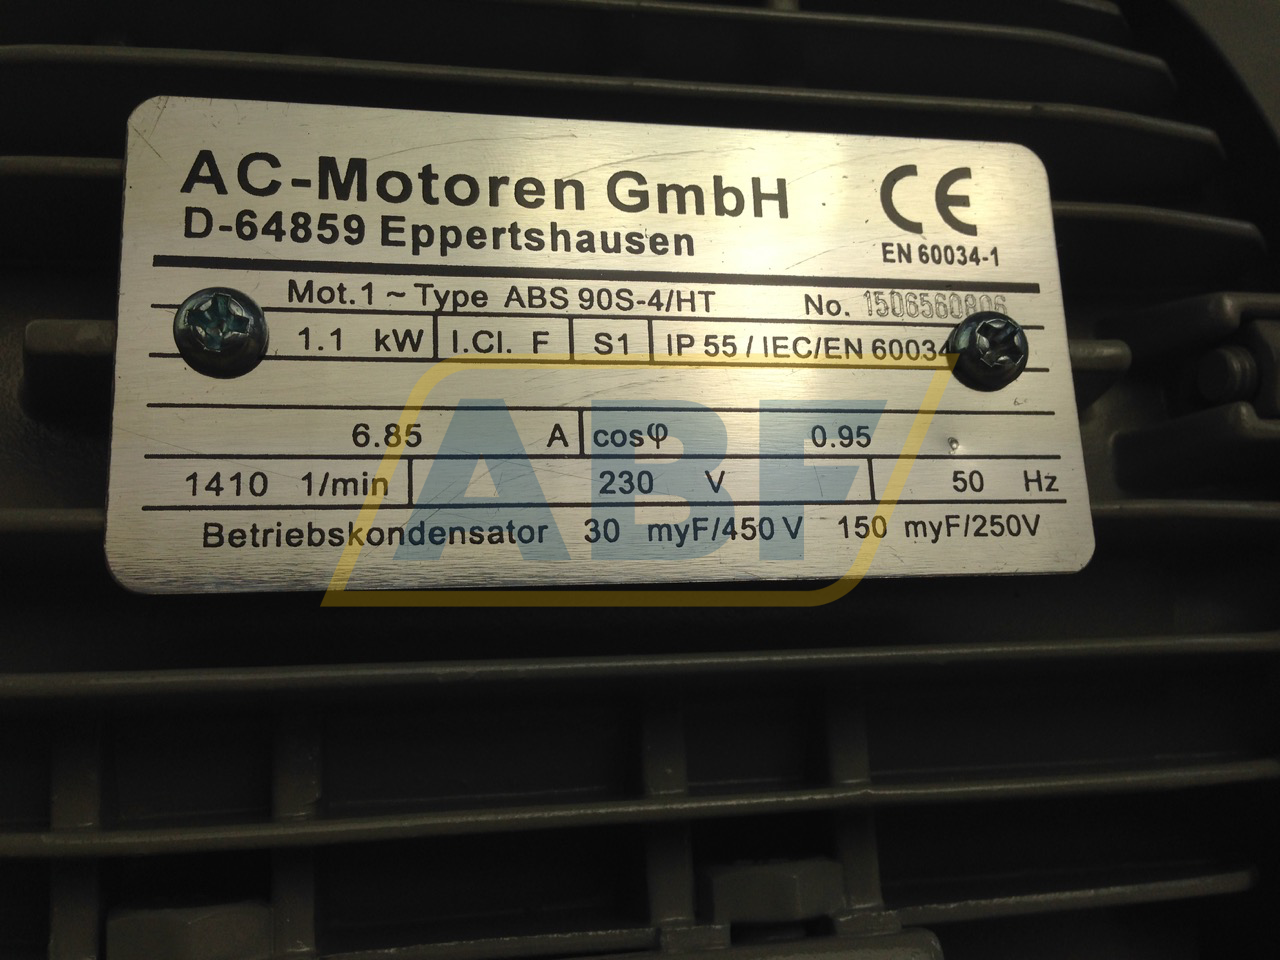 AC-Motoren GmbH CE
D-64859 Eppertshausen
EN 60034-1
Mot.1 ~ Type ABS 90S-4/HT No. 1506560806
1.1 kW I.Cl. F S1 IP 55 / IEC/EN 60034
6.85 A cosφ 0.95
1410 1/min 230 V 50 Hz
Betriebskondensator 30 myF/450 V 150 myF/250V
ABF